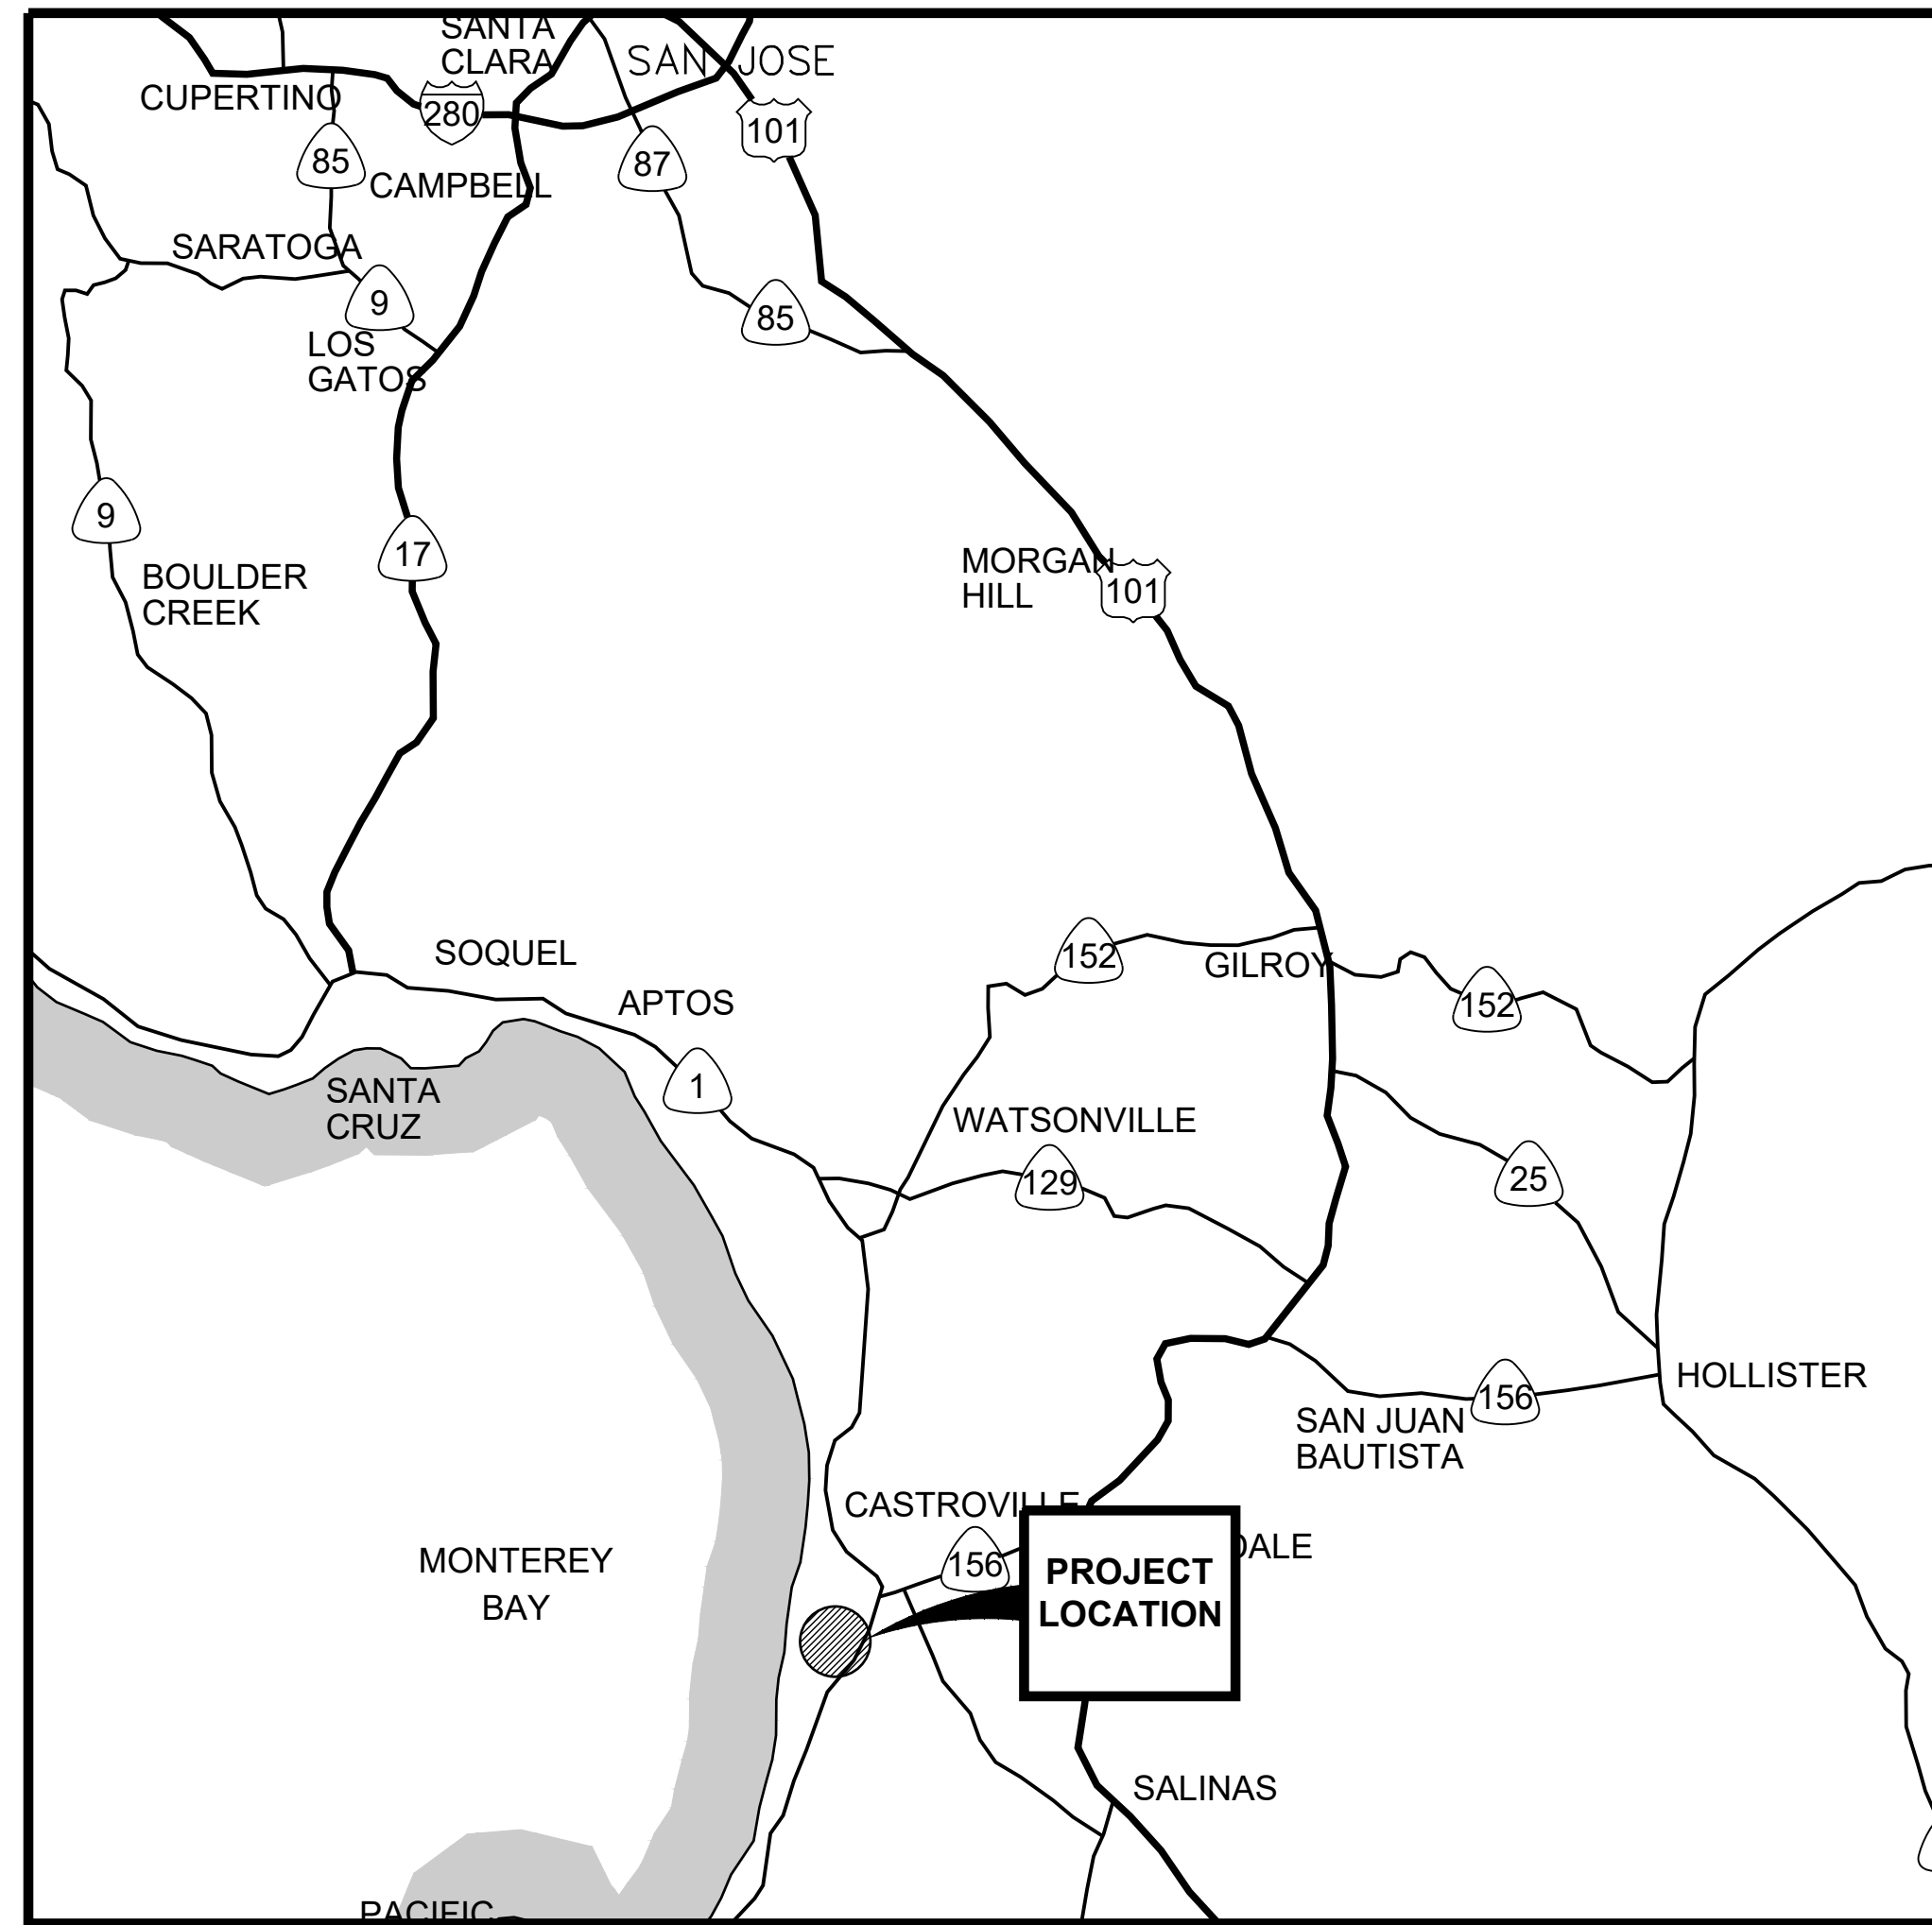 SANTA
CLARA
SAN JOSE
CUPERTINO
280
101
85
87
CAMPBELL
SARATOGA
9
85
LOS
GATOS
9
17
BOULDER
CREEK
MORGAN
HILL
101
SOQUEL
152
GILROY
APTOS
152
1
SANTA
CRUZ
WATSONVILLE
129
25
HOLLISTER
156
SAN JUAN
BAUTISTA
CASTROVILLE
DALE
156
MONTEREY
BAY
PROJECT
LOCATION
SALINAS
PACIFIC